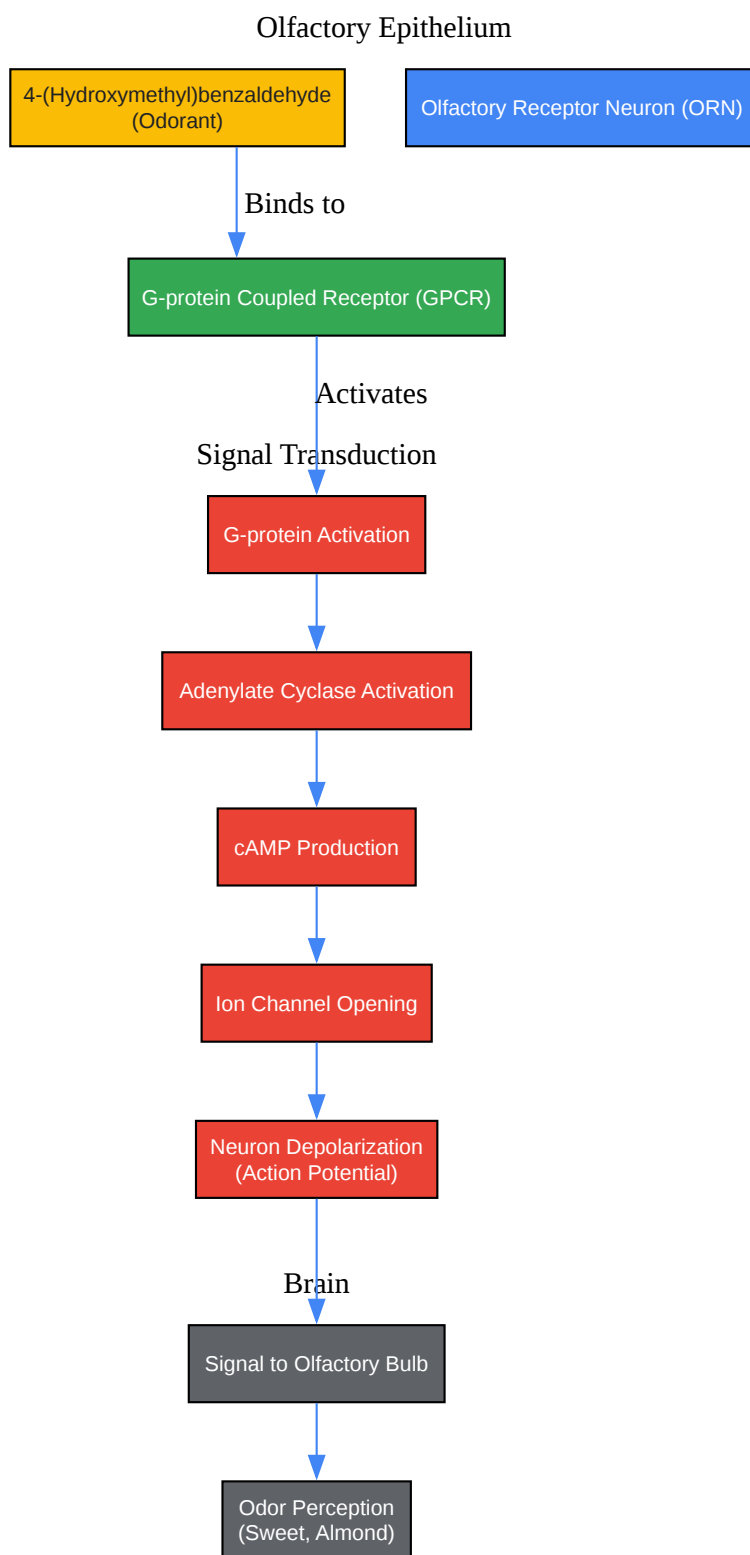 Olfactory Epithelium
4-(Hydroxymethyl)benzaldehyde
(Odorant)
Olfactory Receptor Neuron (ORN)
Binds to
G-protein Coupled Receptor (GPCR)
Activates
Signal Transduction
G-protein Activation
Adenylate Cyclase Activation
cAMP Production
Ion Channel Opening
Neuron Depolarization
(Action Potential)
Brain
Signal to Olfactory Bulb
Odor Perception
(Sweet, Almond)